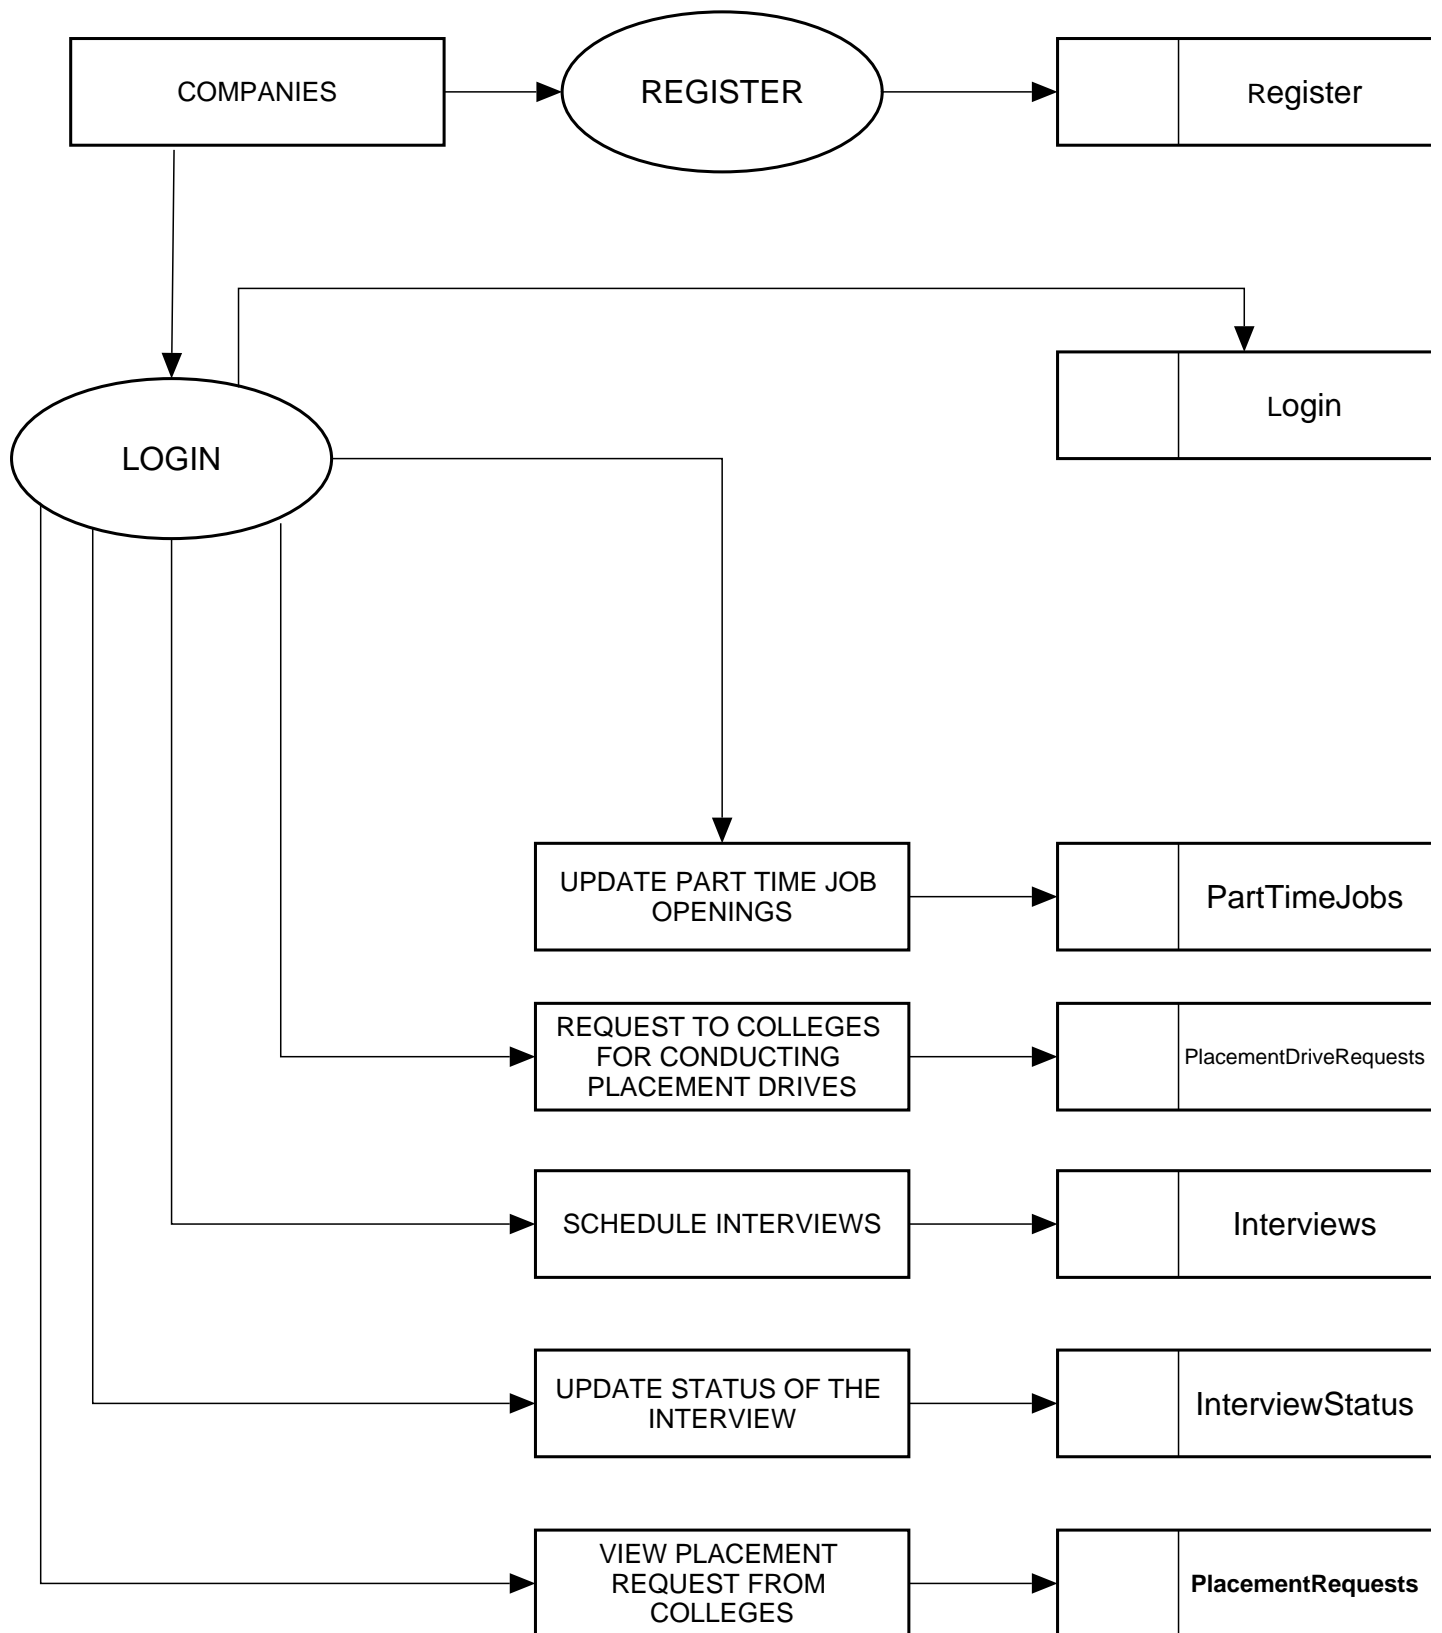 COMPANIES
REGISTER
Register
Login
LOGIN
UPDATE PART TIME JOB
OPENINGS
PartTimeJobs
REQUEST TO COLLEGES
FOR CONDUCTING
PLACEMENT DRIVES
PlacementDriveRequests
SCHEDULE INTERVIEWS
Interviews
UPDATE STATUS OF THE
INTERVIEW
InterviewStatus
VIEW PLACEMENT
REQUEST FROM
COLLEGES
PlacementRequests